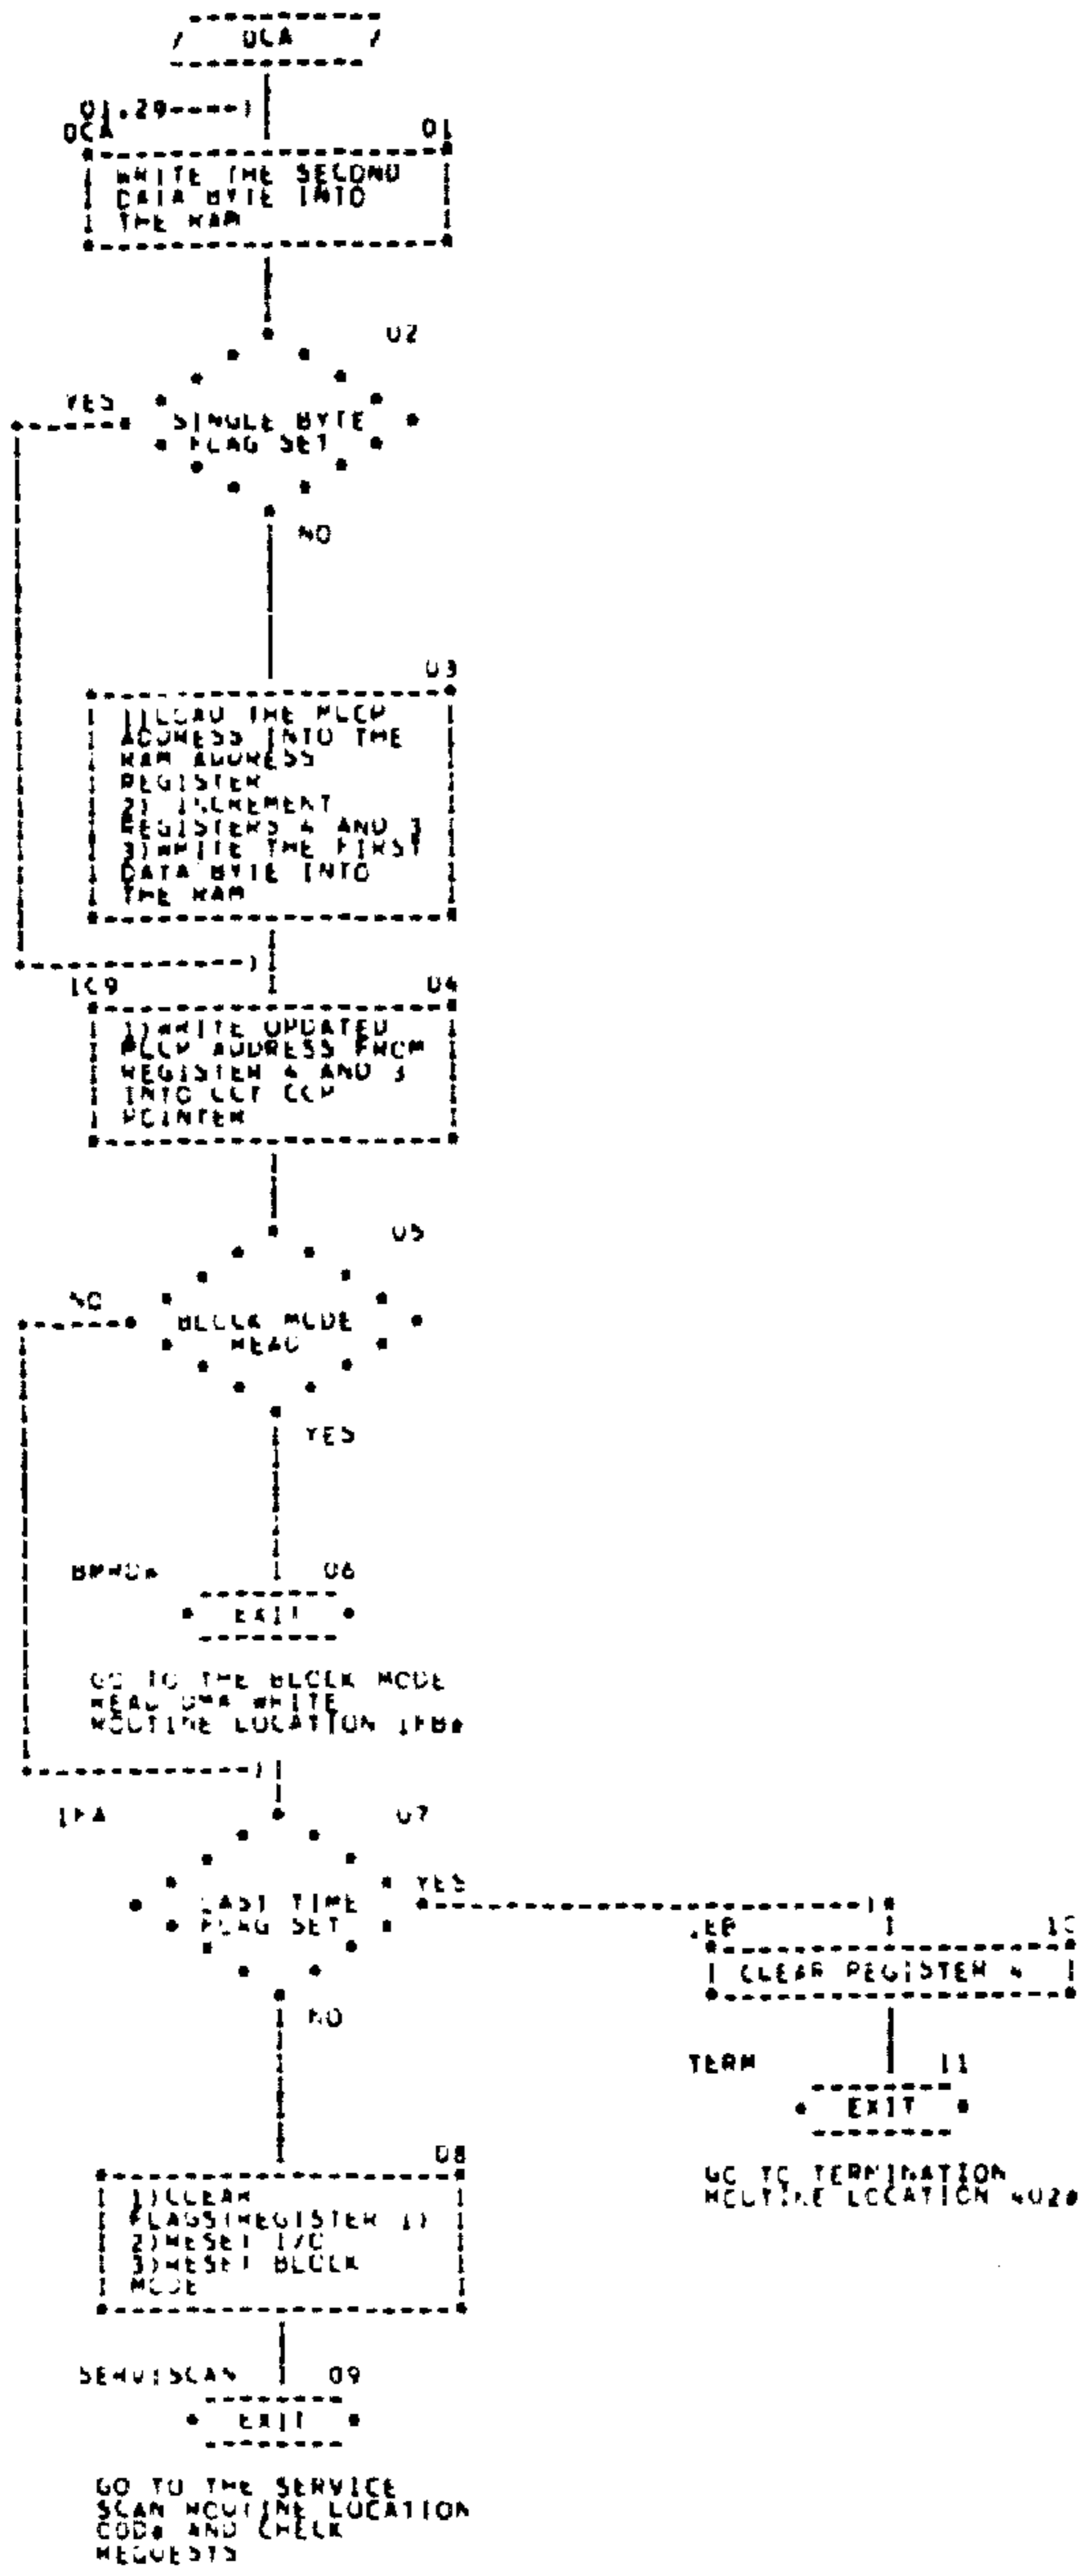 DCA
01.20
DCA 01
WRITE THE SECOND
DATA BYTE INTO
THE RAM
02
YES
SINGLE BYTE
FLAG SET
NO
03
1)LOAD THE MLCP
ADDRESS INTO THE
RAM ADDRESS
REGISTER
2) INCREMENT
REGISTERS 4 AND 3
3)WRITE THE FIRST
DATA BYTE INTO
THE RAM
1C9 04
1)WRITE UPDATED
MLCP ADDRESS FROM
REGISTER 4 AND 3
INTO CCP
POINTER
05
NO
BLOCK MODE
READ
YES
06
EXIT
GO TO THE BLOCK MODE
READ DMA WRITE
ROUTINE LOCATION
07
YES
LAST TIME
FLAG SET
NO
10
CLEAR REGISTER 4
TERM 11
EXIT
GO TO TERMINATION
ROUTINE LOCATION
08
1)CLEAR
FLAGS(REGISTER 1)
2)RESET I/O
3)RESET BLOCK
MODE
09
EXIT
GO TO THE SERVICE
SCAN ROUTINE LOCATION
AND CHECK
REQUESTS